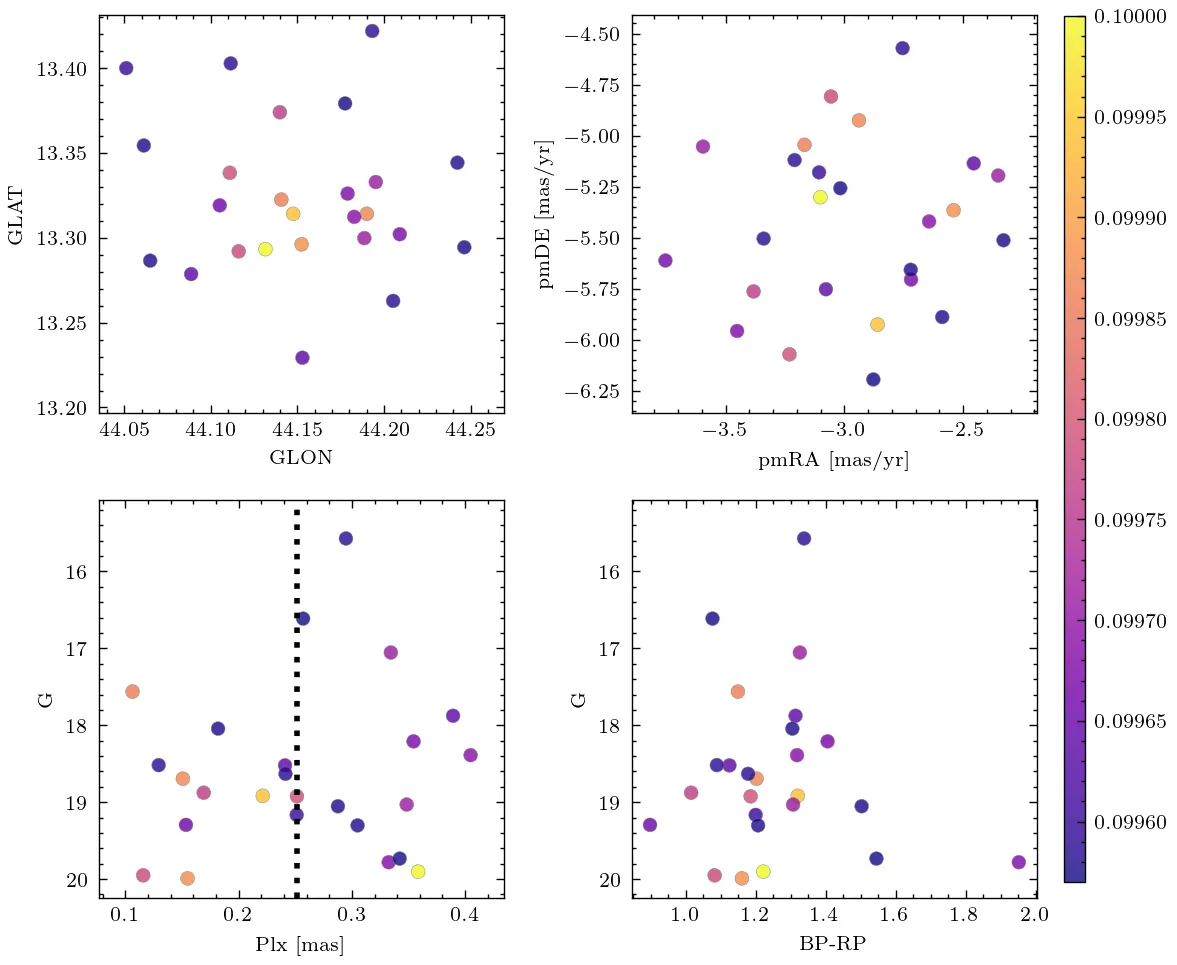 13.40
13.35
13.30
13.25
13.20
GLAT
44.05 44.10 44.15 44.20 44.25
GLON
−4.50
−4.75
−5.00
−5.25
−5.50
−5.75
−6.00
−6.25
pmDE [mas/yr]
−3.5 −3.0 −2.5
pmRA [mas/yr]
16
17
18
19
20
G
0.1 0.2 0.3 0.4
Plx [mas]
16
17
18
19
20
G
1.0 1.2 1.4 1.6 1.8 2.0
BP-RP
0.10000
0.09995
0.09990
0.09985
0.09980
0.09975
0.09970
0.09965
0.09960